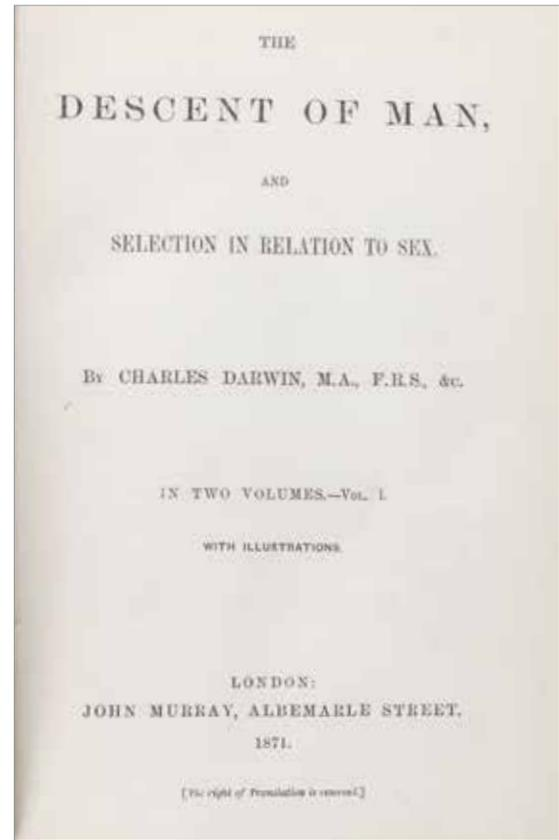 THE
DESCENT OF MAN,
AND
SELECTION IN RELATION TO SEX.
BY CHARLES DARWIN, M.A., F.R.S., &c.
IN TWO VOLUMES.—VOL. I.
WITH ILLUSTRATIONS.
LONDON:
JOHN MURRAY, ALBEMARLE STREET.
1871.
[The right of Translation is reserved.]